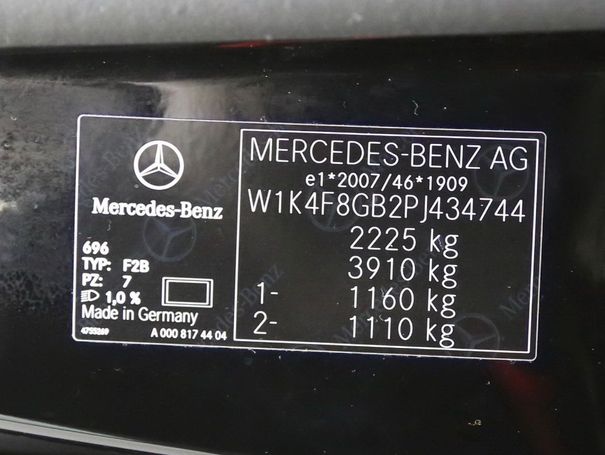 Mercedes-Benz
696
TYP: F2B
PZ: 7
1,0 %
Made in Germany
4755269
A 000 817 44 04
MERCEDES-BENZ AG
e1*2007/46*1909
W1K4F8GB2PJ434744
2225 kg
3910 kg
1- 1160 kg
2- 1110 kg